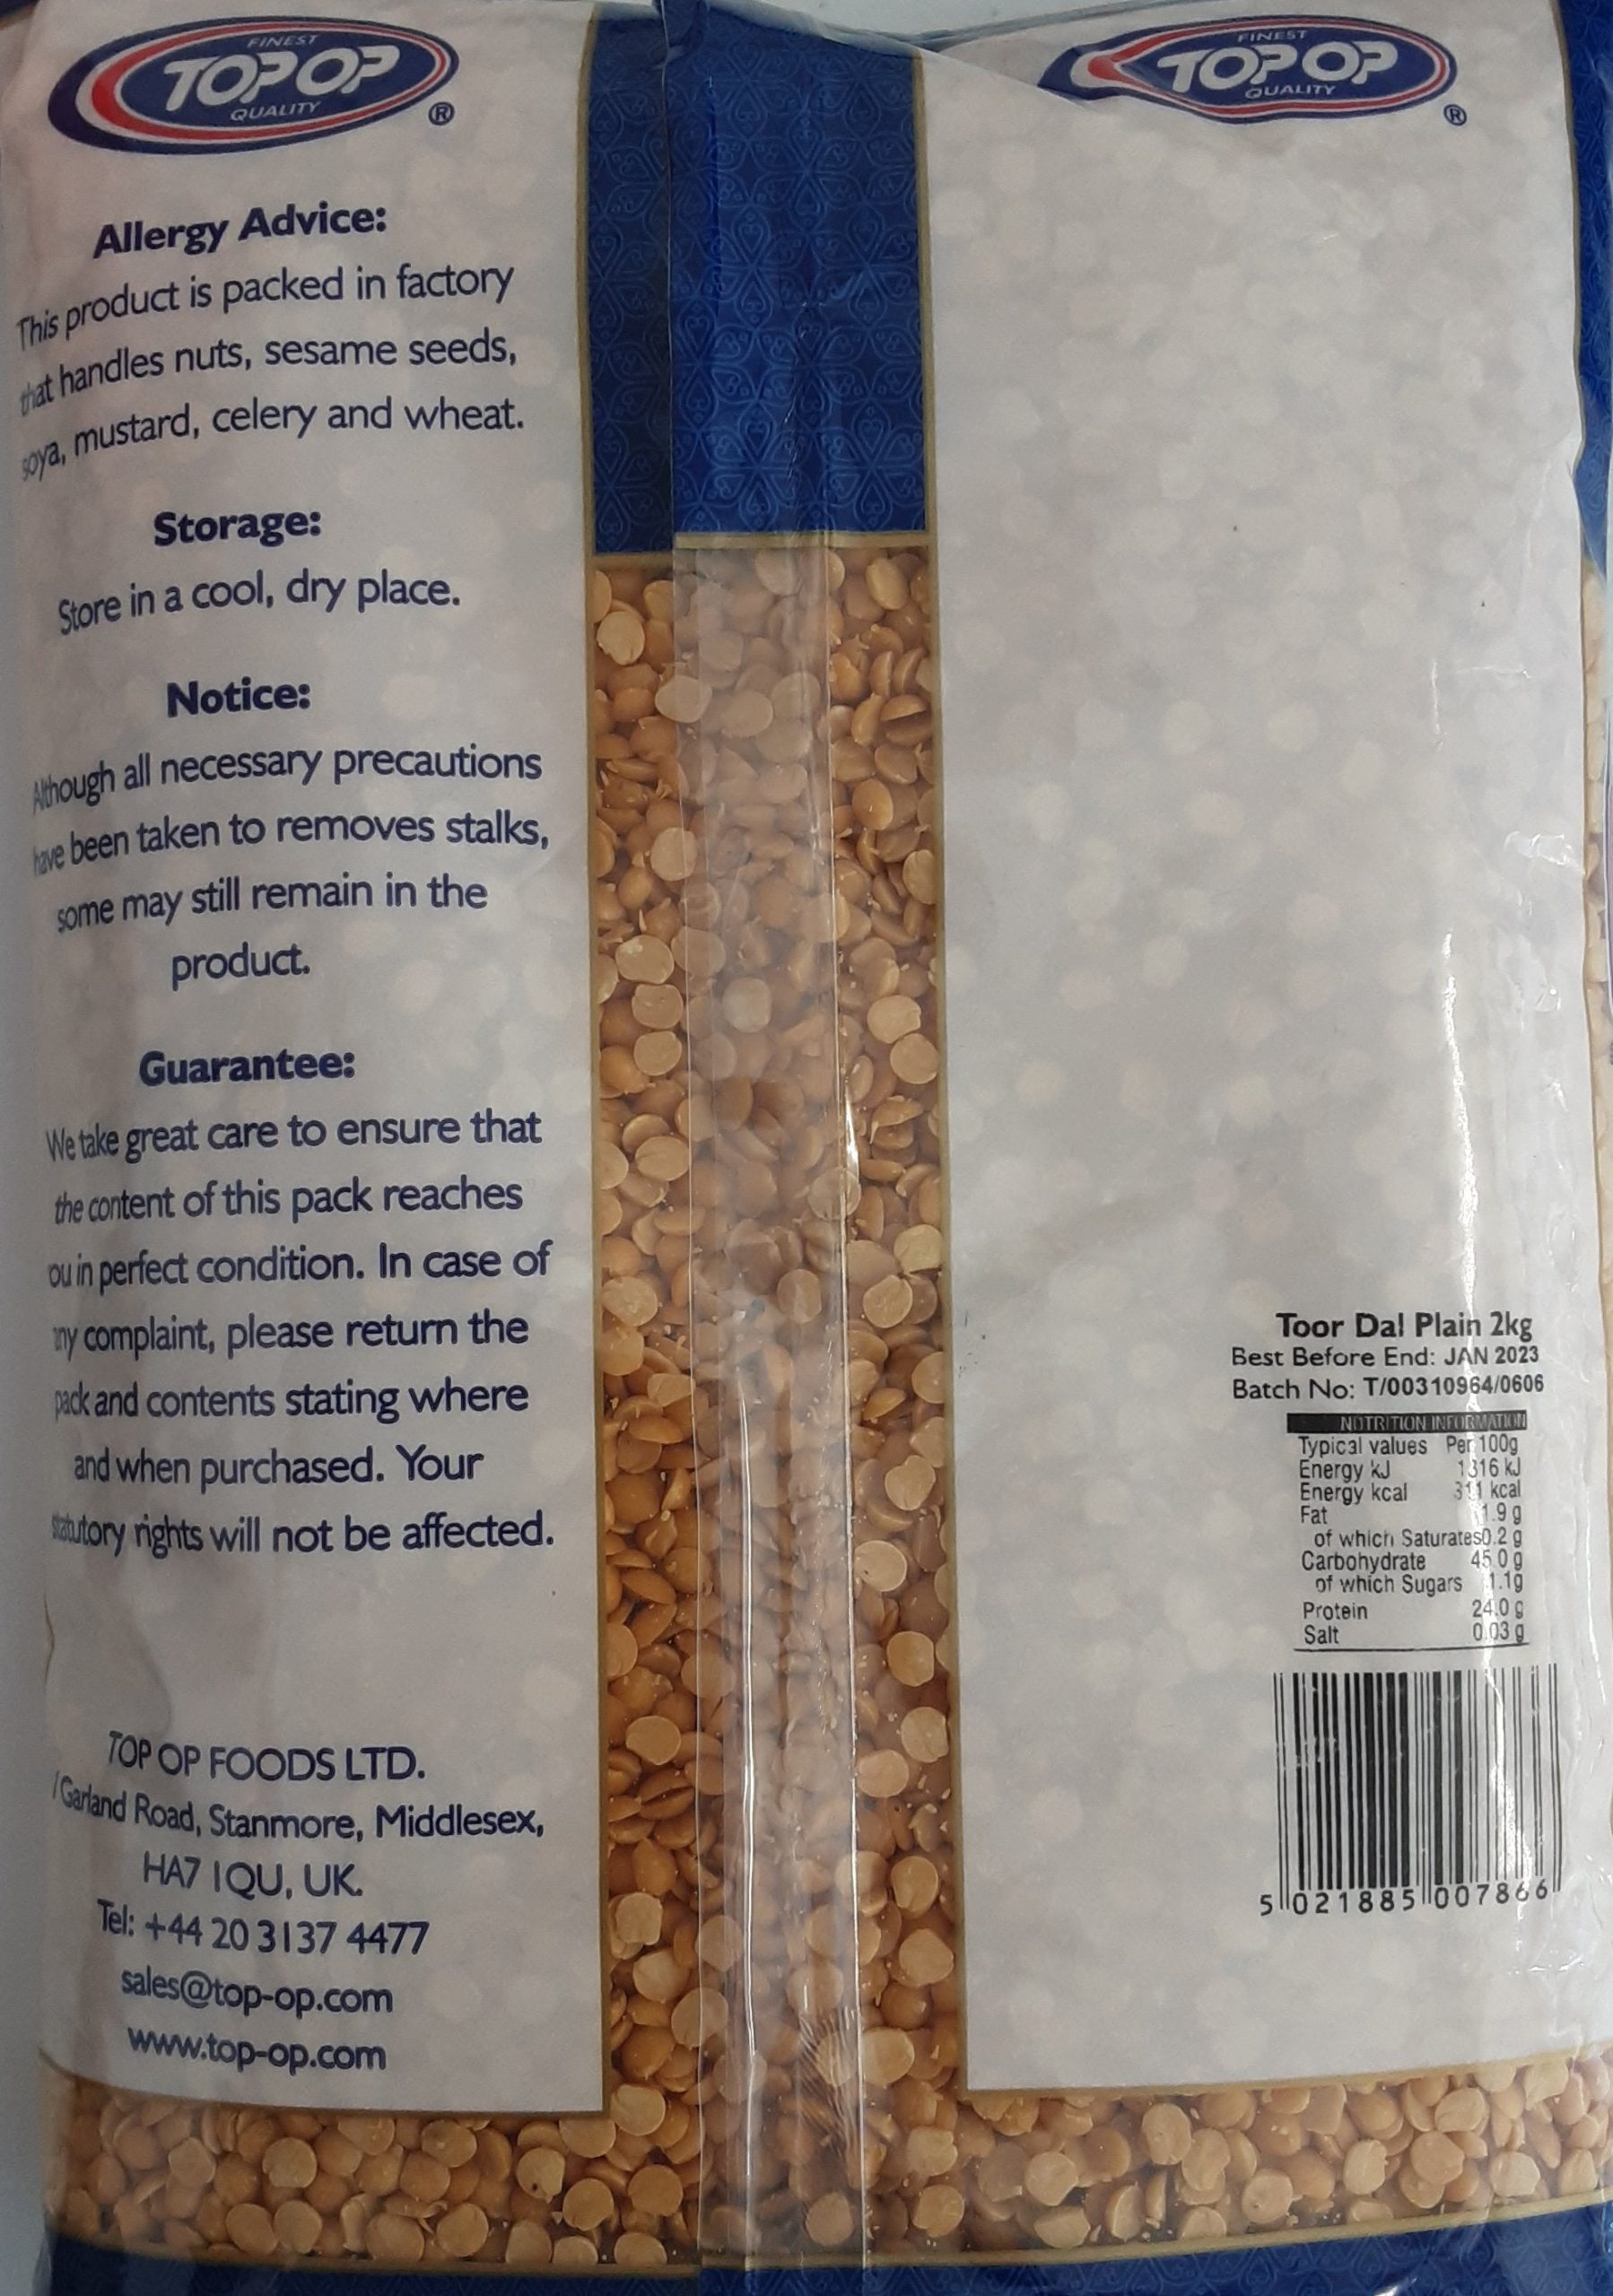 FINEST
TOP OP
QUALITY
®
Allergy Advice:
This product is packed in factory
that handles nuts, sesame seeds,
soya, mustard, celery and wheat.
Storage:
Store in a cool, dry place.
Notice:
Although all necessary precautions
have been taken to removes stalks,
some may still remain in the
product.
Guarantee:
We take great care to ensure that
the content of this pack reaches
ou in perfect condition. In case of
any complaint, please return the
pack and contents stating where
and when purchased. Your
statutory rights will not be affected.
TOP OP FOODS LTD.
Garland Road, Stanmore, Middlesex,
HA7 1QU, UK.
Tel: +44 20 3137 4477
sales@top-op.com
www.top-op.com
FINEST
TOP OP
QUALITY
®
Toor Dal Plain 2kg
Best Before End: JAN 2023
Batch No: T/00310964/0606
NUTRITION INFORMATION
Typical values Per 100g
Energy kJ 1316 kJ
Energy kcal 311 kcal
Fat 1.9 g
of which Saturates 0.2 g
Carbohydrate 45.0 g
of which Sugars 1.1g
Protein 24.0 g
Salt 0.03 g
5 021885 007866